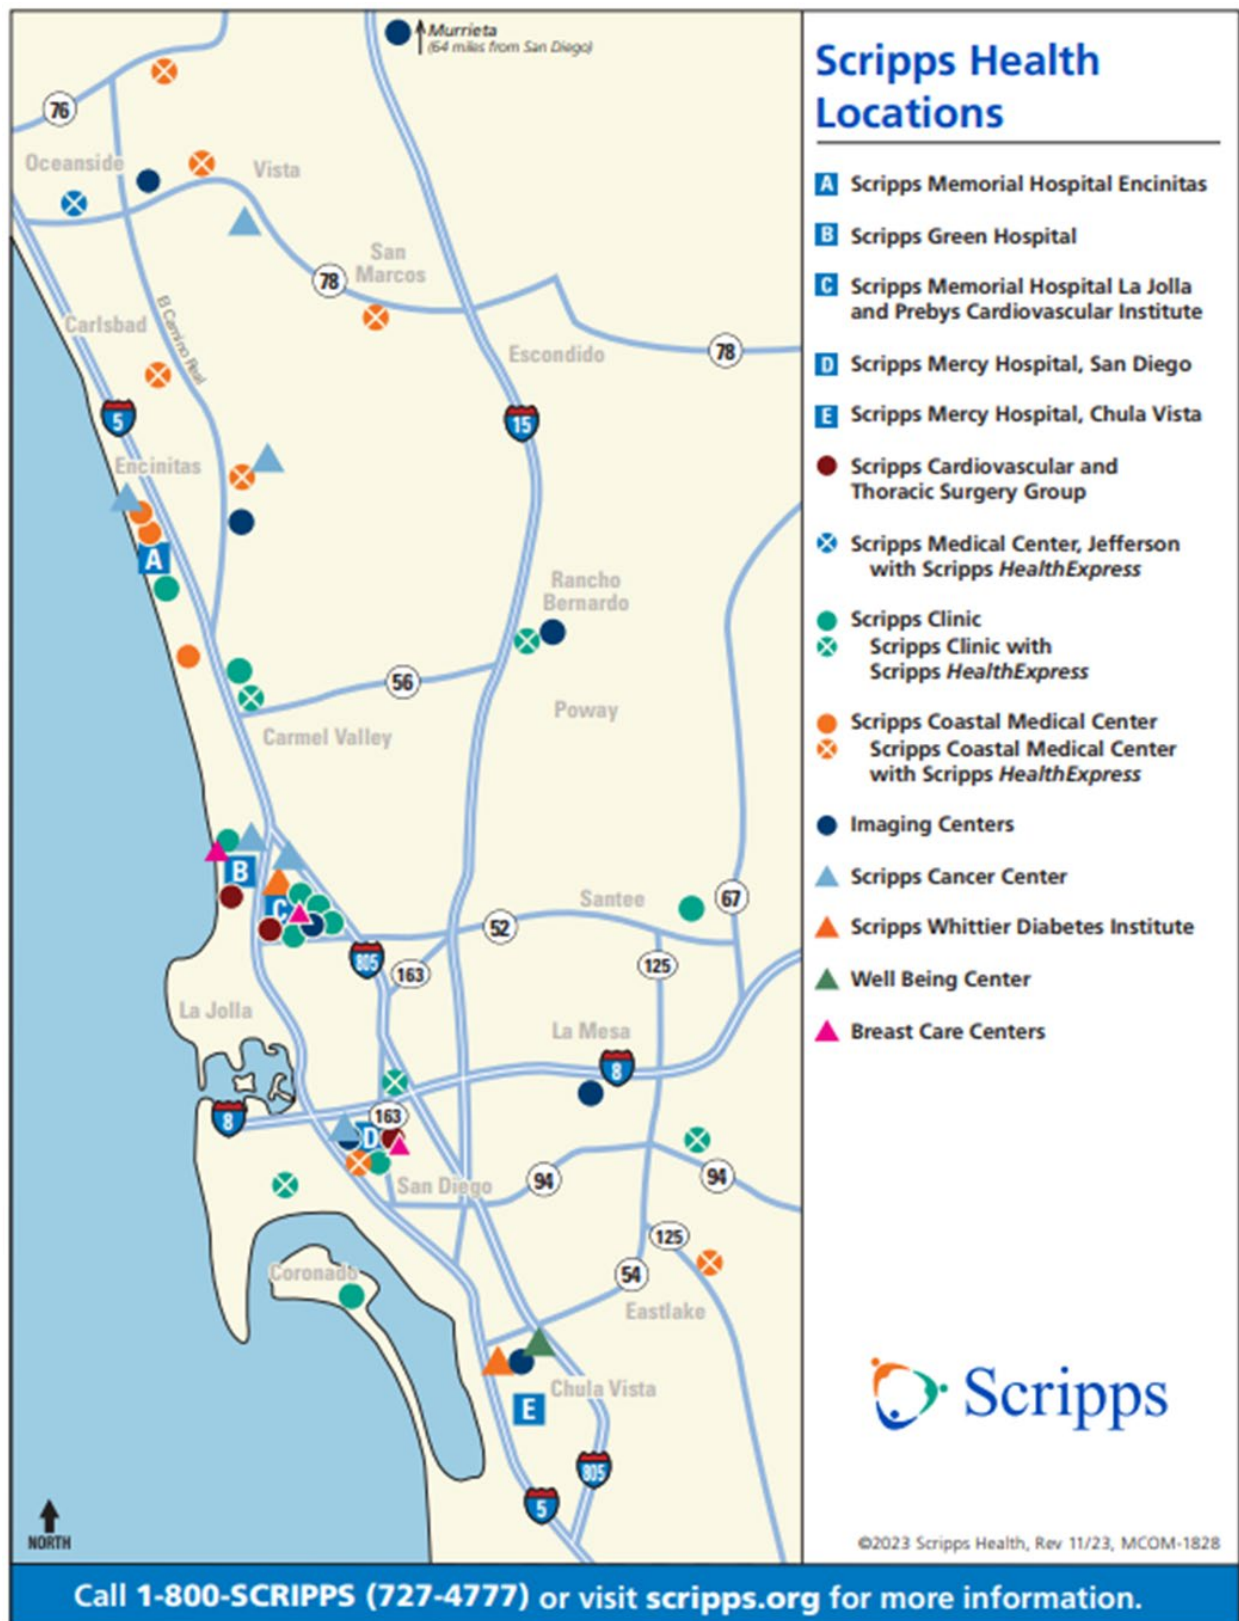 Murrieta
(64 miles from San Diego)
76
Oceanside
Vista
San
Marcos
78
Carlsbad
El Camino Real
Escondido
78
5
15
Encinitas
A
Rancho
Bernardo
56
Poway
Carmel Valley
B
C
Santee
67
52
805
163
125
La Jolla
La Mesa
8
8
163
D
San Diego
94
94
125
Coronado
54
Eastlake
Chula Vista
E
805
5
NORTH
Scripps Health
Locations
A Scripps Memorial Hospital Encinitas
B Scripps Green Hospital
C Scripps Memorial Hospital La Jolla
and Prebys Cardiovascular Institute
D Scripps Mercy Hospital, San Diego
E Scripps Mercy Hospital, Chula Vista
Scripps Cardiovascular and
Thoracic Surgery Group
Scripps Medical Center, Jefferson
with Scripps HealthExpress
Scripps Clinic
Scripps Clinic with
Scripps HealthExpress
Scripps Coastal Medical Center
Scripps Coastal Medical Center
with Scripps HealthExpress
Imaging Centers
Scripps Cancer Center
Scripps Whittier Diabetes Institute
Well Being Center
Breast Care Centers
Scripps
©2023 Scripps Health, Rev 11/23, MCOM-1828
Call 1-800-SCRIPPS (727-4777) or visit scripps.org for more information.